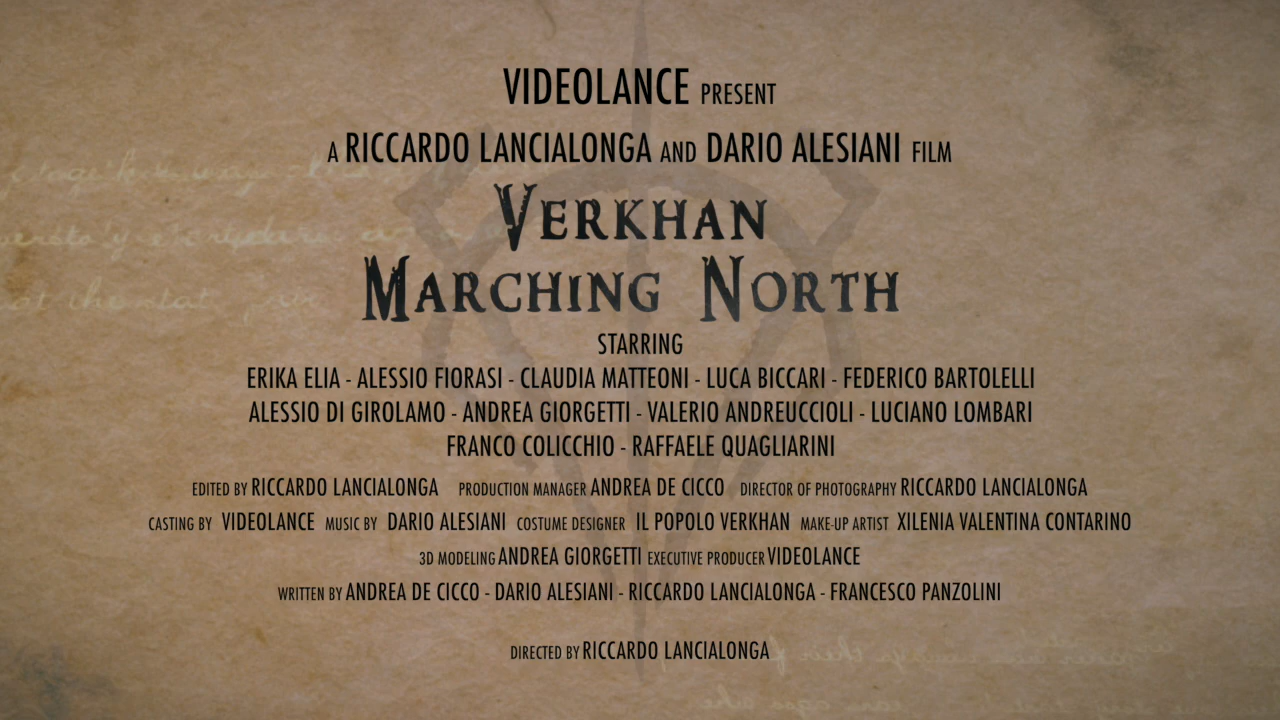 VIDEOLANCE PRESENT
A RICCARDO LANCIALONGA AND DARIO ALESIANI FILM
VERKHAN
MARCHING NORTH
STARRING
ERIKA ELIA - ALESSIO FIORASI - CLAUDIA MATTEONI - LUCA BICCARI - FEDERICO BARTOLELLI
ALESSIO DI GIROLAMO - ANDREA GIORGETTI - VALERIO ANDREUCCIOLI - LUCIANO LOMBARI
FRANCO COLICCHIO - RAFFAELE QUAGLIARINI
EDITED BY RICCARDO LANCIALONGA PRODUCTION MANAGER ANDREA DE CICCO DIRECTOR OF PHOTOGRAPHY RICCARDO LANCIALONGA
CASTING BY VIDEOLANCE MUSIC BY DARIO ALESIANI COSTUME DESIGNER IL POPOLO VERKHAN MAKE-UP ARTIST XILENIA VALENTINA CONTARINO
3D MODELING ANDREA GIORGETTI EXECUTIVE PRODUCER VIDEOLANCE
WRITTEN BY ANDREA DE CICCO - DARIO ALESIANI - RICCARDO LANCIALONGA - FRANCESCO PANZOLINI
DIRECTED BY RICCARDO LANCIALONGA